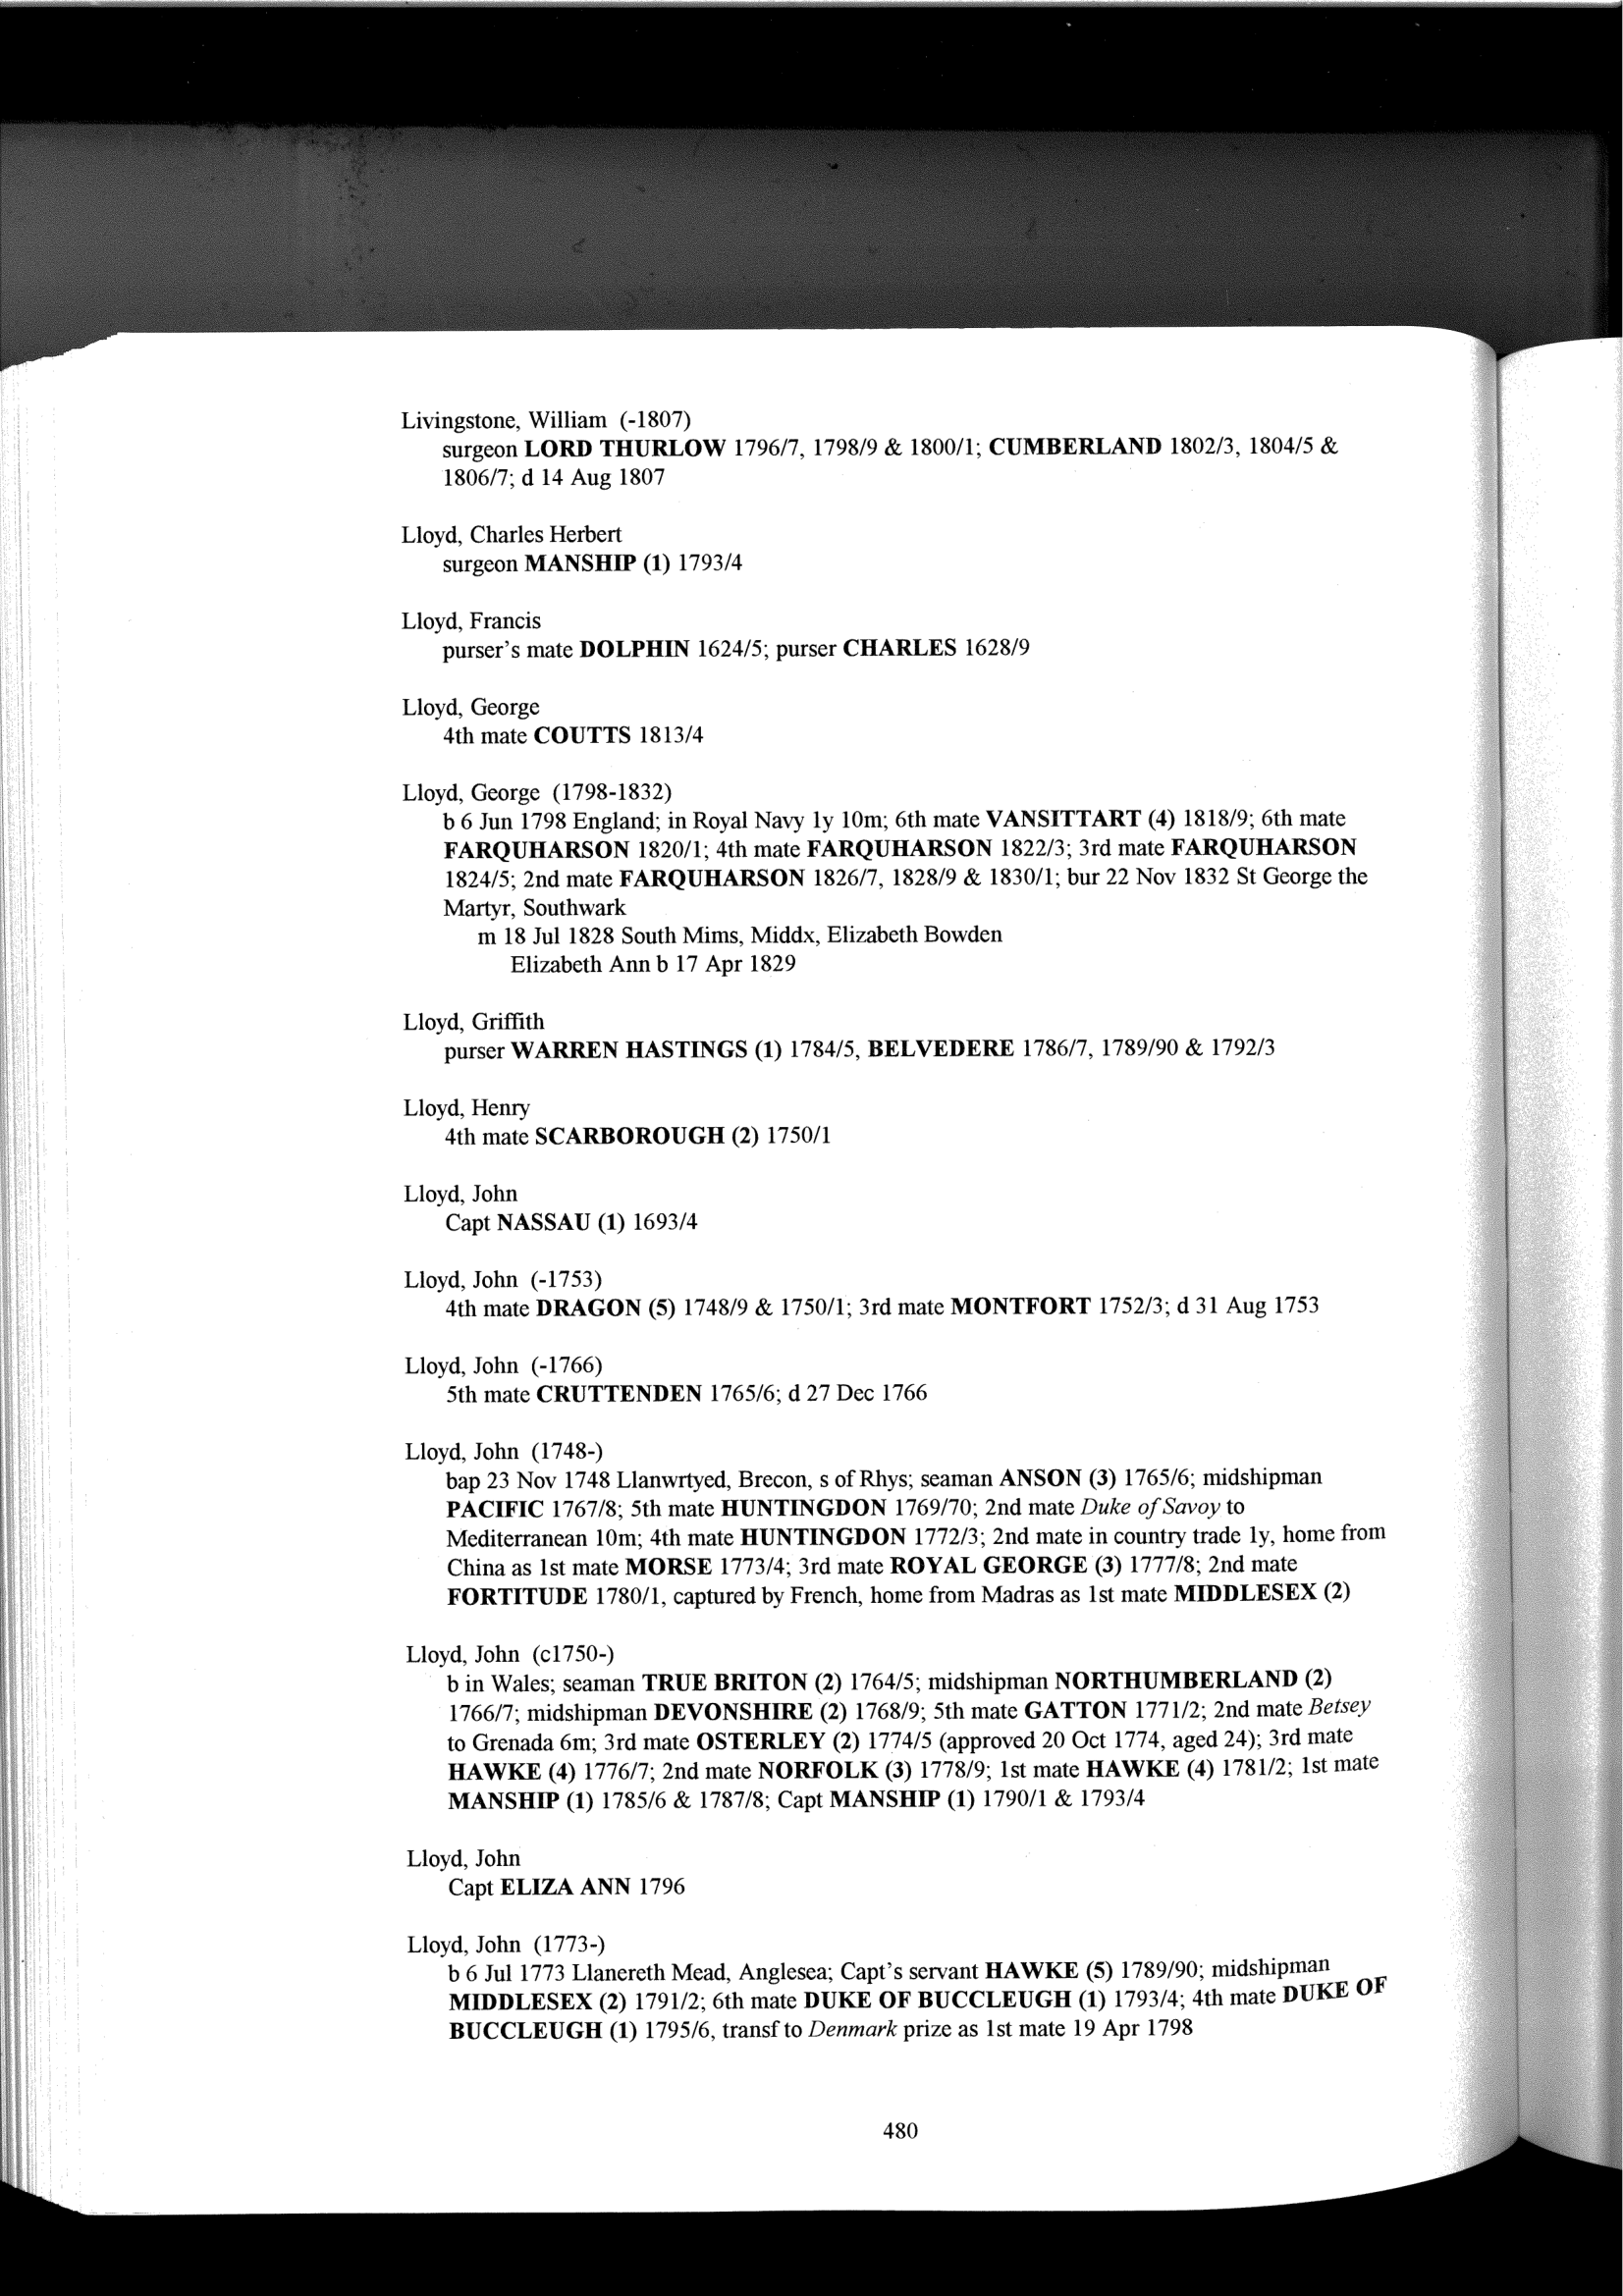 Livingstone, William (-1807)
surgeon LORD THURLOW 1796/7, 1798/9 & 1800/1; CUMBERLAND 1802/3, 1804/5 &
1806/7; d 14 Aug 1807
Lloyd, Charles Herbert
surgeon MANSHIP (1) 1793/4
Lloyd, Francis
purser's mate DOLPHIN 1624/5; purser CHARLES 1628/9
Lloyd, George
4th mate COUTTS 1813/4
Lloyd, George (1798-1832)
b 6 Jun 1798 England; in Royal Navy 1y 10m; 6th mate VANSITTART (4) 1818/9; 6th mate
FARQUHARSON 1820/1; 4th mate FARQUHARSON 1822/3; 3rd mate FARQUHARSON
1824/5; 2nd mate FARQUHARSON 1826/7, 1828/9 & 1830/1; bur 22 Nov 1832 St George the
Martyr, Southwark
m 18 Jul 1828 South Mims, Middx, Elizabeth Bowden
Elizabeth Ann b 17 Apr 1829
Lloyd, Griffith
purser WARREN HASTINGS (1) 1784/5, BELVEDERE 1786/7, 1789/90 & 1792/3
Lloyd, Henry
4th mate SCARBOROUGH (2) 1750/1
Lloyd, John
Capt NASSAU (1) 1693/4
Lloyd, John (-1753)
4th mate DRAGON (5) 1748/9 & 1750/1; 3rd mate MONTFORT 1752/3; d 31 Aug 1753
Lloyd, John (-1766)
5th mate CRUTTENDEN 1765/6; d 27 Dec 1766
Lloyd, John (1748-)
bap 23 Nov 1748 Llanwrtyed, Brecon, s of Rhys; seaman ANSON (3) 1765/6; midshipman
PACIFIC 1767/8; 5th mate HUNTINGDON 1769/70; 2nd mate Duke of Savoy to
Mediterranean 10m; 4th mate HUNTINGDON 1772/3; 2nd mate in country trade 1y, home from
China as 1st mate MORSE 1773/4; 3rd mate ROYAL GEORGE (3) 1777/8; 2nd mate
FORTITUDE 1780/1, captured by French, home from Madras as 1st mate MIDDLESEX (2)
Lloyd, John (c1750-)
b in Wales; seaman TRUE BRITON (2) 1764/5; midshipman NORTHUMBERLAND (2)
1766/7; midshipman DEVONSHIRE (2) 1768/9; 5th mate GATTON 1771/2; 2nd mate Betsey
to Grenada 6m; 3rd mate OSTERLEY (2) 1774/5 (approved 20 Oct 1774, aged 24); 3rd mate
HAWKE (4) 1776/7; 2nd mate NORFOLK (3) 1778/9; 1st mate HAWKE (4) 1781/2; 1st mate
MANSHIP (1) 1785/6 & 1787/8; Capt MANSHIP (1) 1790/1 & 1793/4
Lloyd, John
Capt ELIZA ANN 1796
Lloyd, John (1773-)
b 6 Jul 1773 Llanereth Mead, Anglesea; Capt's servant HAWKE (5) 1789/90; midshipman
MIDDLESEX (2) 1791/2; 6th mate DUKE OF BUCCLEUGH (1) 1793/4; 4th mate DUKE OF
BUCCLEUGH (1) 1795/6, transf to Denmark prize as 1st mate 19 Apr 1798
480